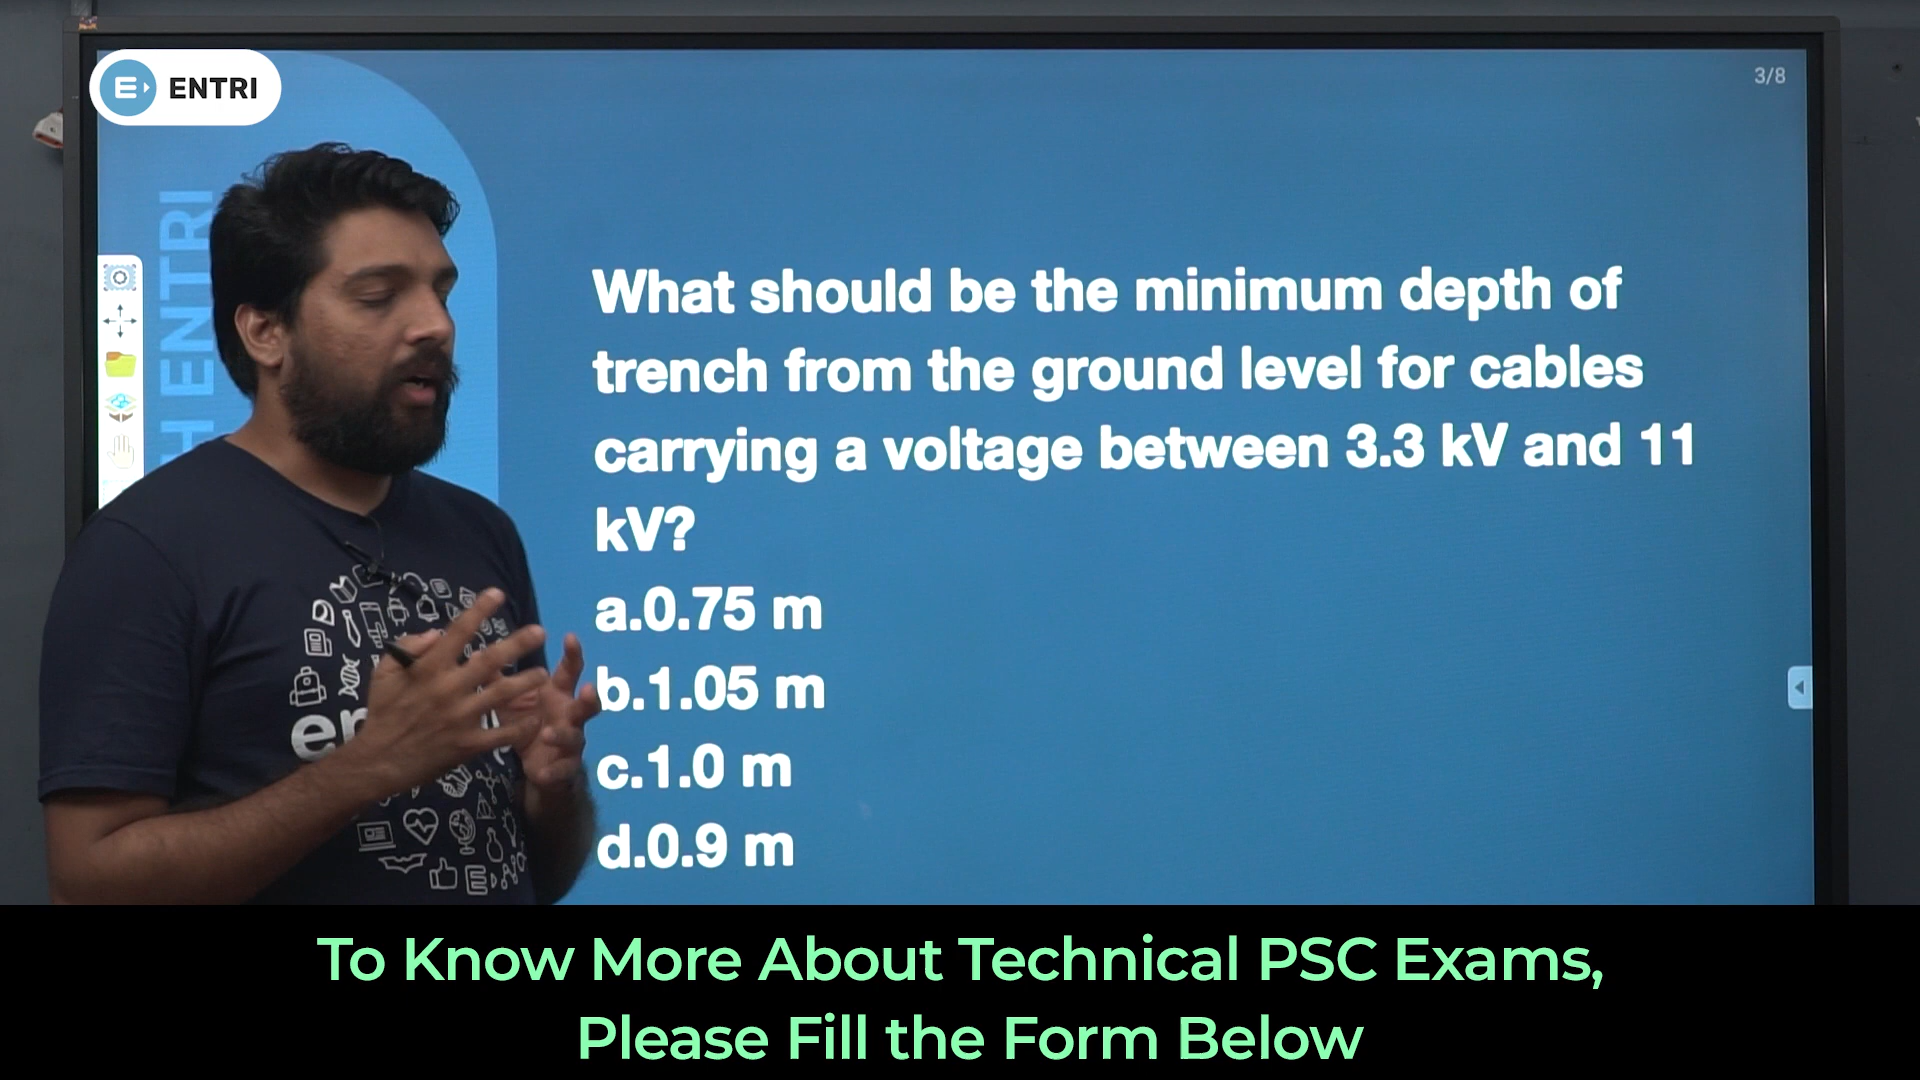 ENTRI
3/8
H ENTRI
What should be the minimum depth of
trench from the ground level for cables
carrying a voltage between 3.3 kV and 11
kV?
a.0.75 m
b.1.05 m
c.1.0 m
d.0.9 m
To Know More About Technical PSC Exams,
Please Fill the Form Below